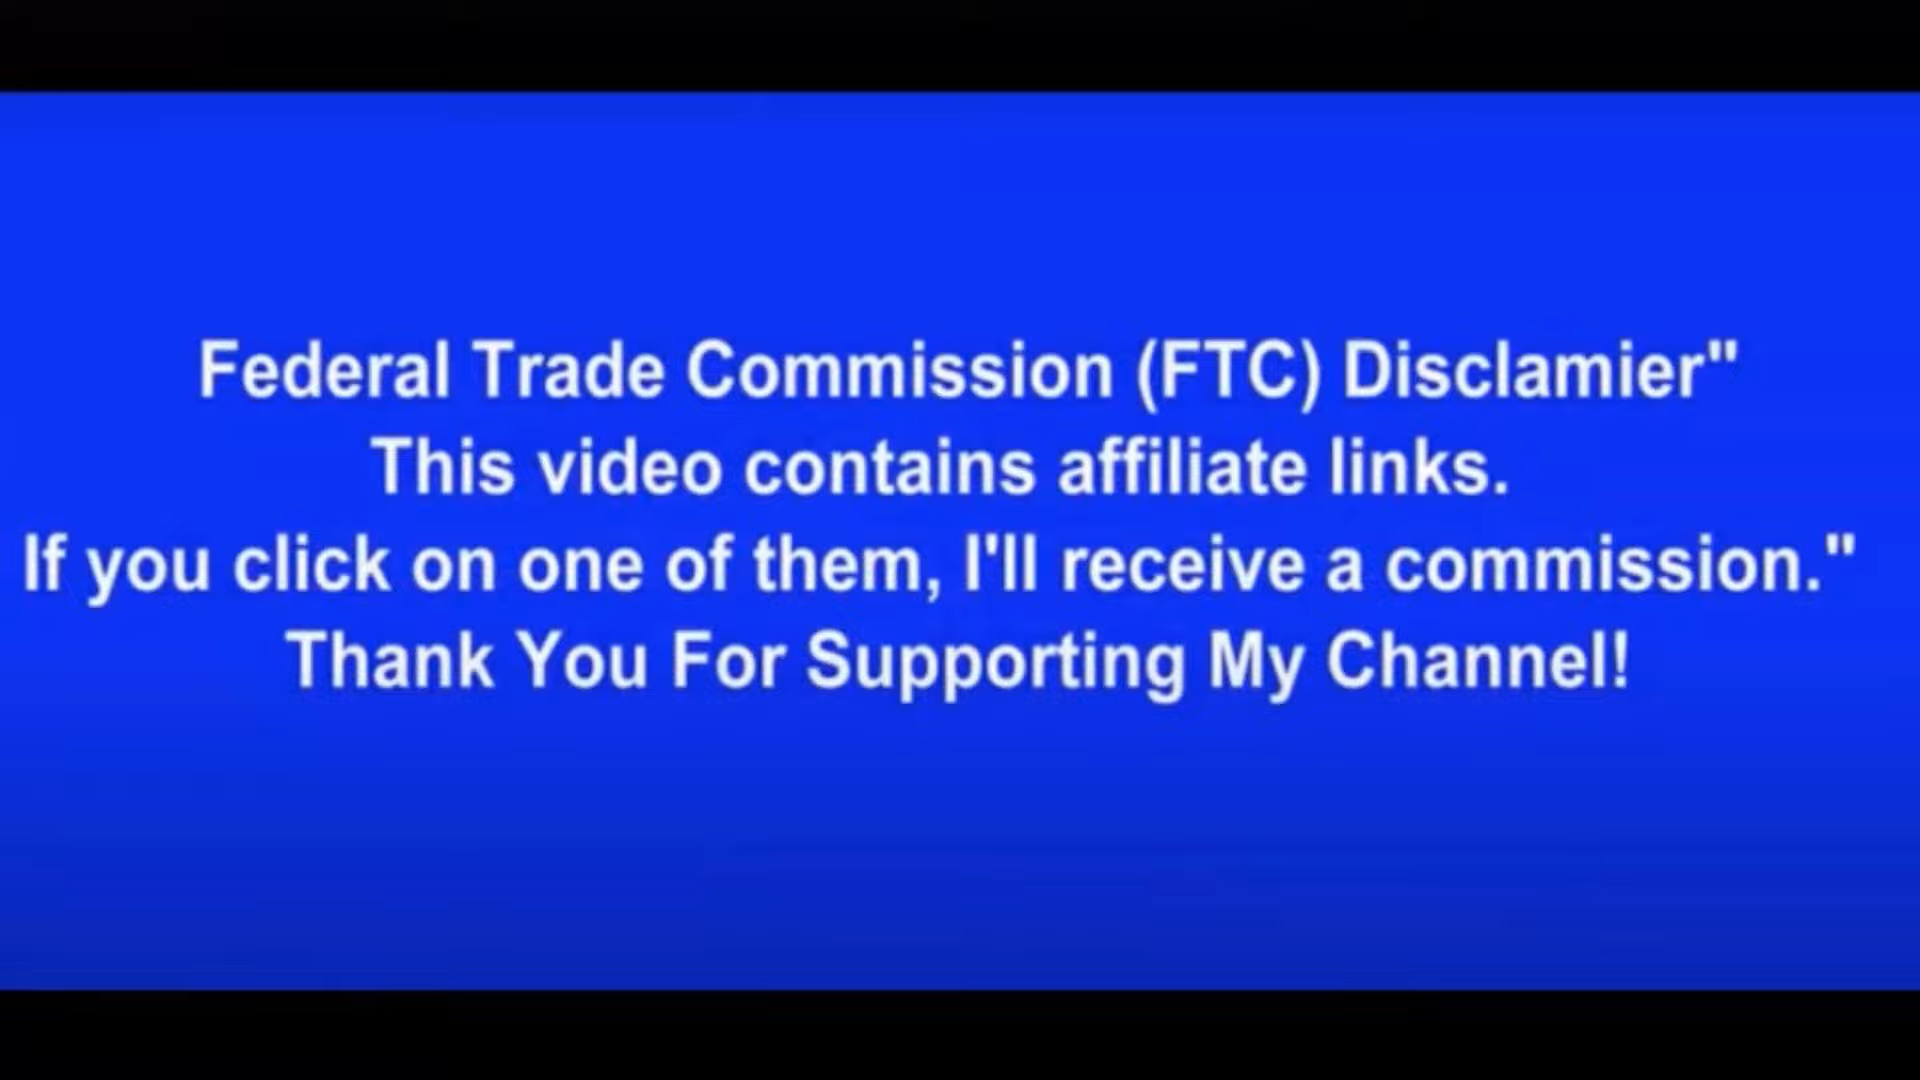 Federal Trade Commission (FTC) Disclamier"
This video contains affiliate links.
If you click on one of them, I'll receive a commission."
Thank You For Supporting My Channel!